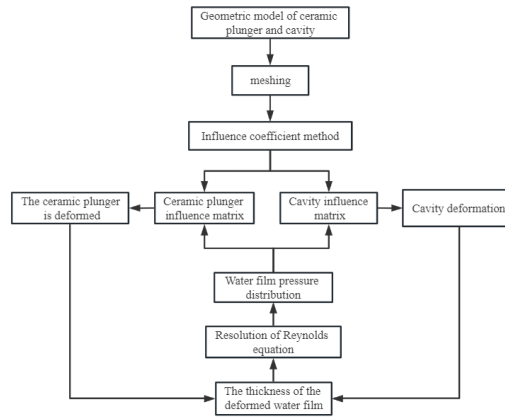 Geometric model of ceramic
plunger and cavity
meshing
Influence coefficient method
The ceramic plunger
is deformed
Ceramic plunger
influence matrix
Cavity influence
matrix
Cavity deformation
Water film pressure
distribution
Resolution of Reynolds
equation
The thickness of the
deformed water film